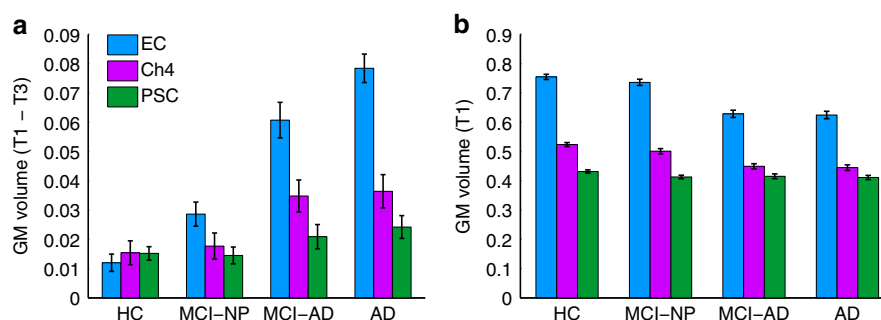 a
GM volume (T1 – T3)
0.09
0.08
0.07
0.06
0.05
0.04
0.03
0.02
0.01
0
EC
Ch4
PSC
HC MCI–NP MCI–AD AD
b
GM volume (T1)
0.9
0.8
0.7
0.6
0.5
0.4
0.3
0.2
0.1
0
HC MCI–NP MCI–AD AD